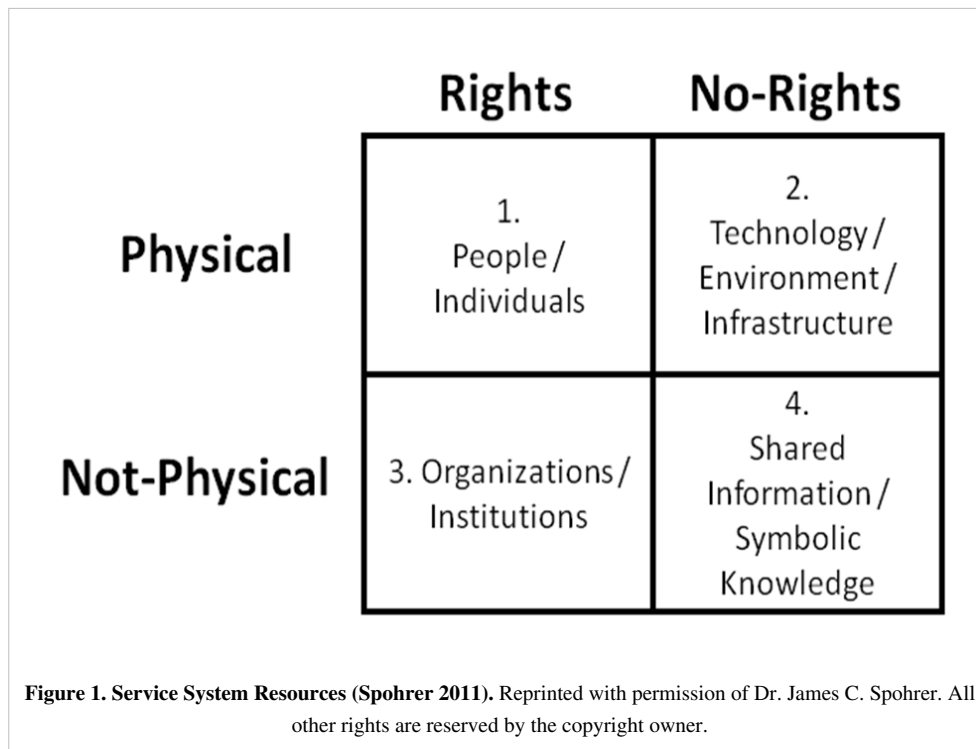 Rights No-Rights
Physical
1.
People/
Individuals
2.
Technology/
Environment/
Infrastructure
Not-Physical
3. Organizations/
Institutions
4.
Shared
Information/
Symbolic
Knowledge
Figure 1. Service System Resources (Spohrer 2011). Reprinted with permission of Dr. James C. Spohrer. All
other rights are reserved by the copyright owner.